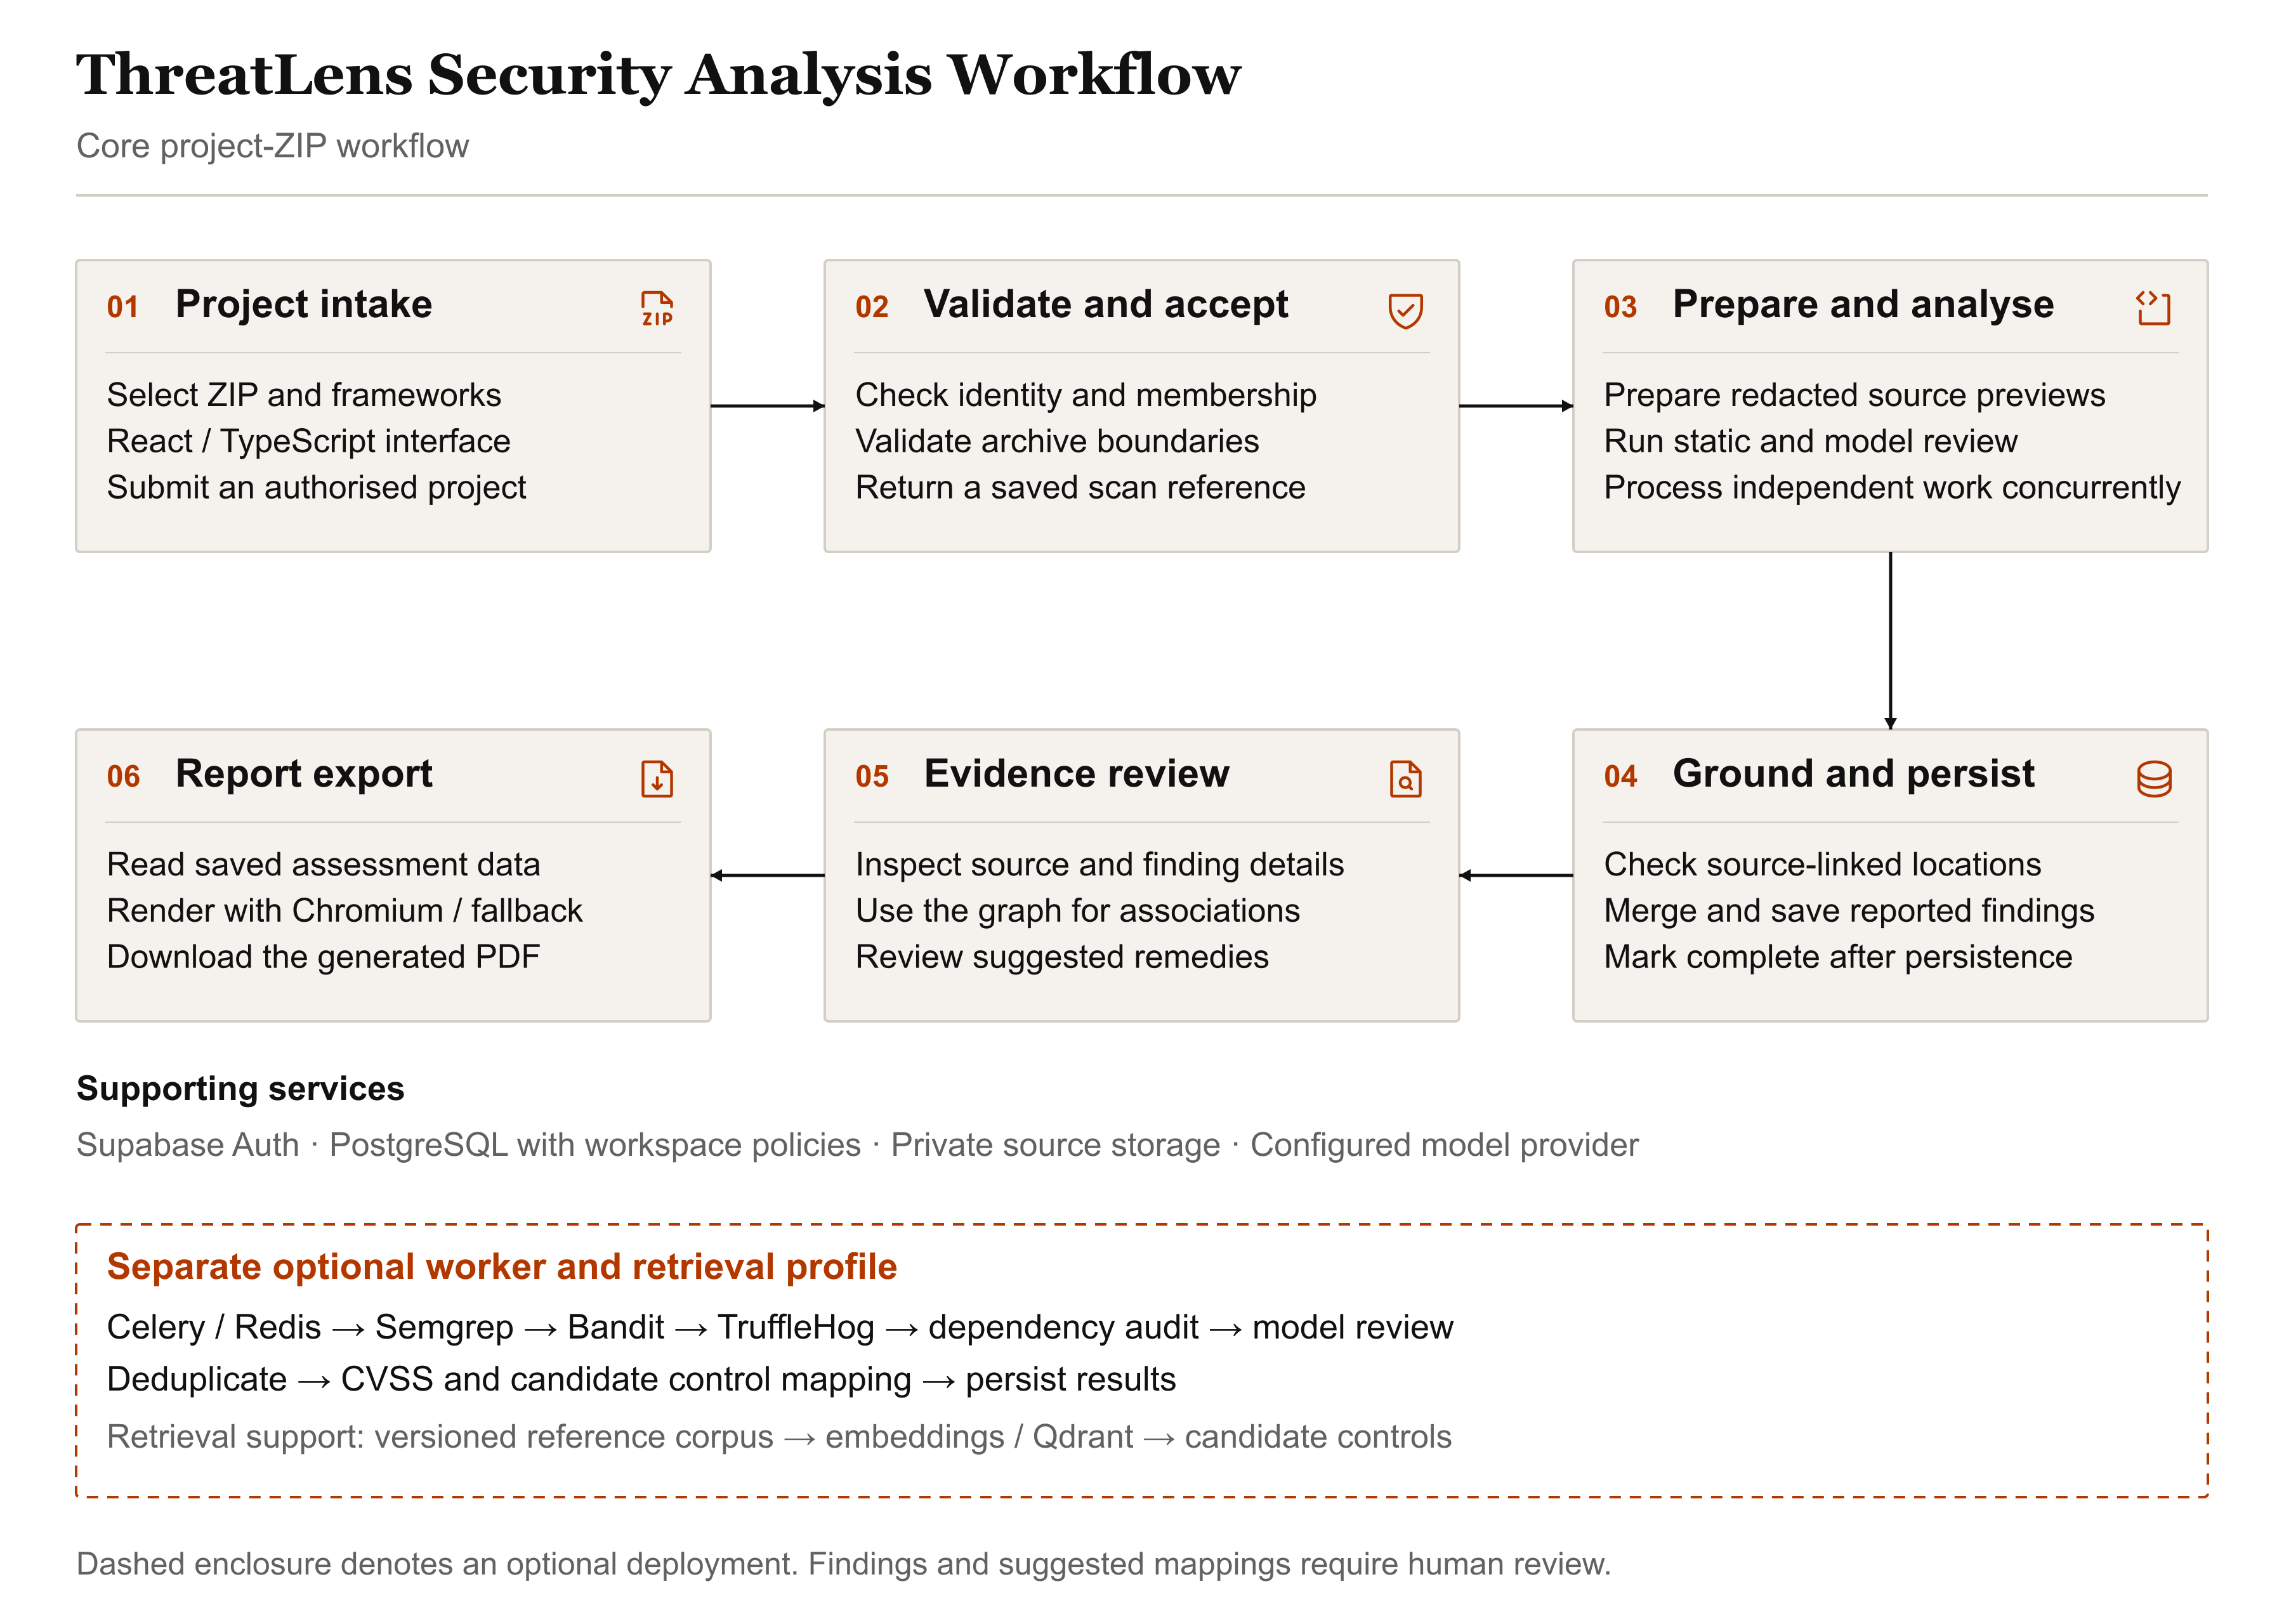 ThreatLens Security Analysis Workflow
Core project-ZIP workflow
01 Project intake
ZIP
Select ZIP and frameworks
React / TypeScript interface
Submit an authorised project
02 Validate and accept
Check identity and membership
Validate archive boundaries
Return a saved scan reference
03 Prepare and analyse
Prepare redacted source previews
Run static and model review
Process independent work concurrently
04 Ground and persist
Check source-linked locations
Merge and save reported findings
Mark complete after persistence
05 Evidence review
Inspect source and finding details
Use the graph for associations
Review suggested remedies
06 Report export
Read saved assessment data
Render with Chromium / fallback
Download the generated PDF
Supporting services
Supabase Auth · PostgreSQL with workspace policies · Private source storage · Configured model provider
Separate optional worker and retrieval profile
Celery / Redis → Semgrep → Bandit → TruffleHog → dependency audit → model review
Deduplicate → CVSS and candidate control mapping → persist results
Retrieval support: versioned reference corpus → embeddings / Qdrant → candidate controls
Dashed enclosure denotes an optional deployment. Findings and suggested mappings require human review.